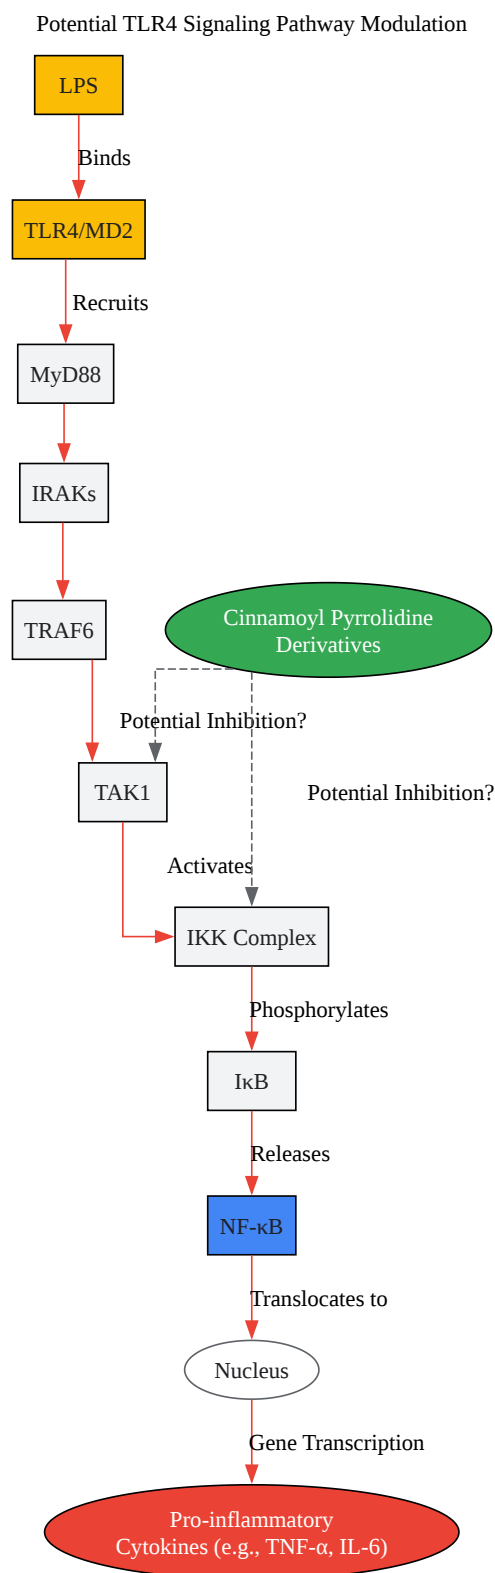 Potential TLR4 Signaling Pathway Modulation
LPS
Binds
TLR4/MD2
Recruits
MyD88
IRAKs
TRAF6
Cinnamoyl Pyrrolidine
Derivatives
Potential Inhibition?
TAK1
Potential Inhibition?
Activates
IKK Complex
Phosphorylates
IκB
Releases
NF-κB
Translocates to
Nucleus
Gene Transcription
Pro-inflammatory
Cytokines (e.g., TNF-α, IL-6)